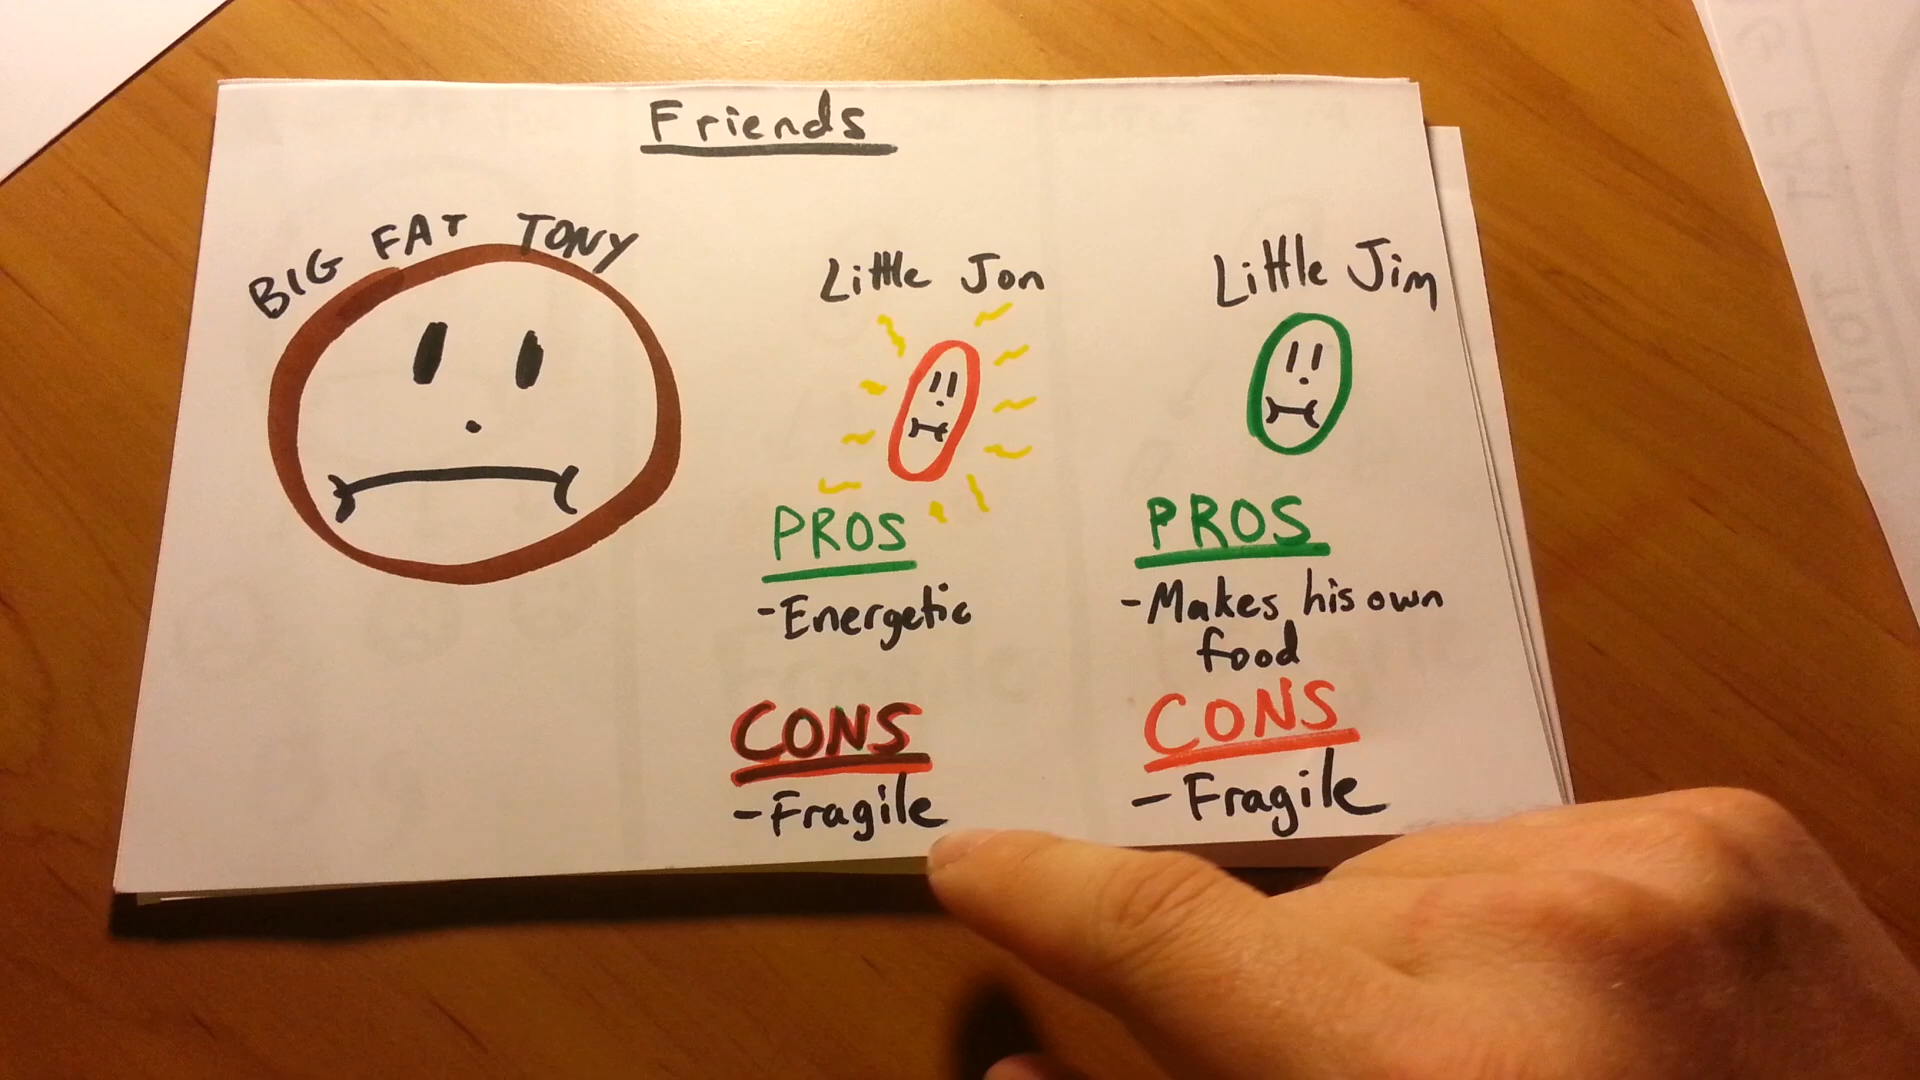 Friends
BIG FAT TONY
Little Jon
PROS
-Energetic
CONS
-Fragile
Little Jim
PROS
-Makes his own
food
CONS
-Fragile